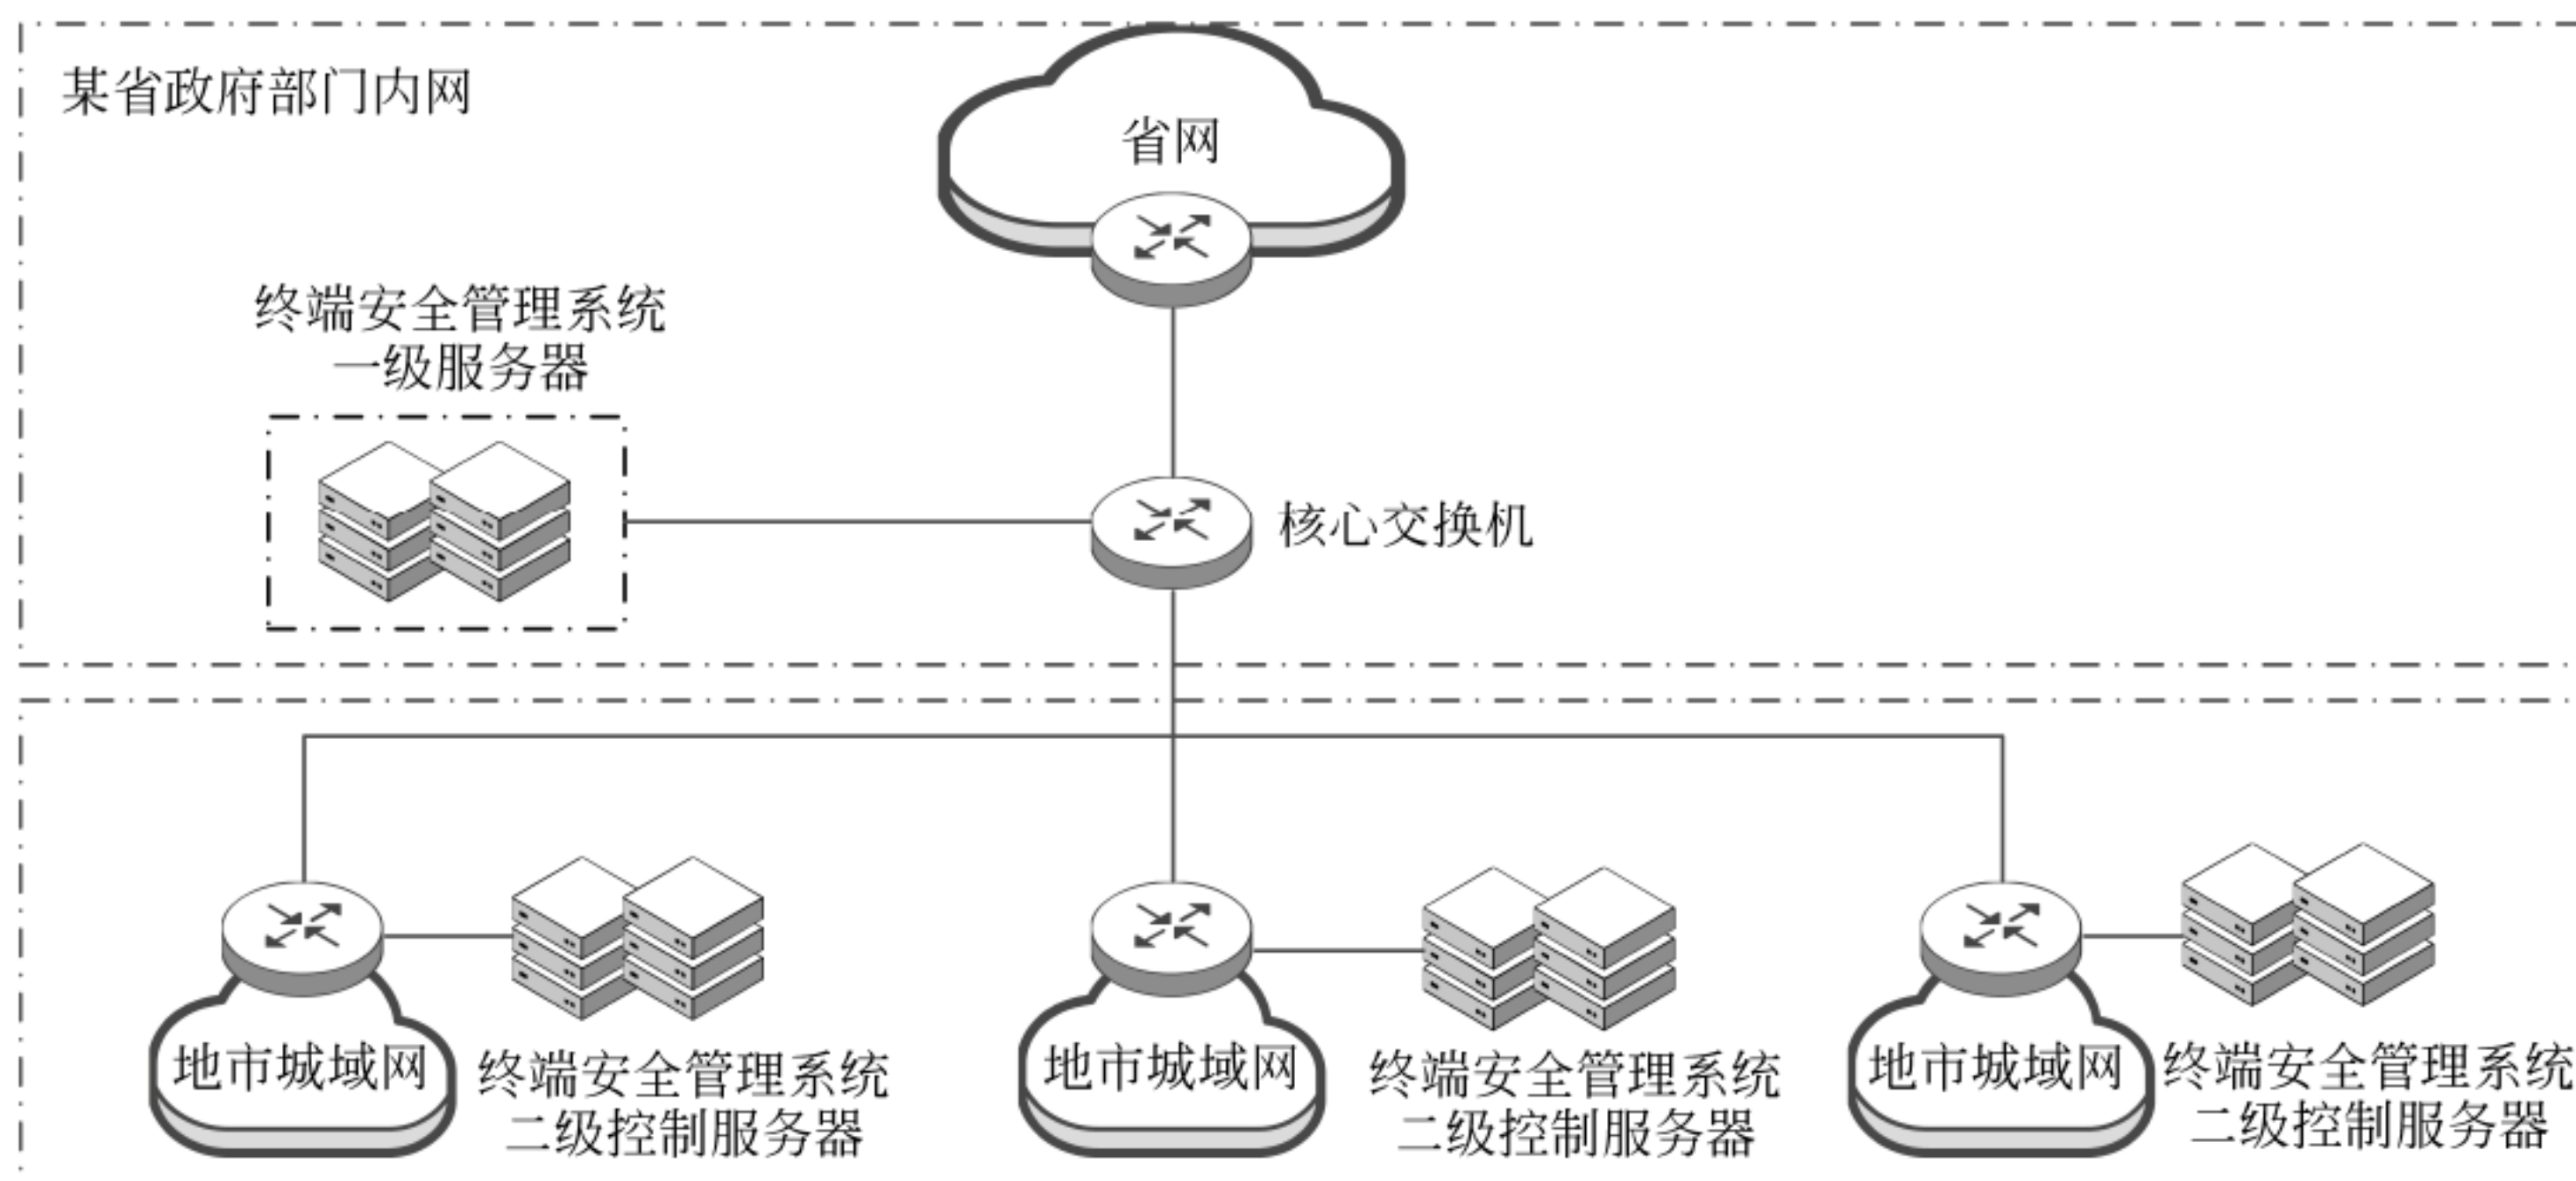 某省政府部门内网
省网
终端安全管理系统
一级服务器
核心交换机
地市城域网
终端安全管理系统
二级控制服务器
地市城域网
终端安全管理系统
二级控制服务器
地市城域网
终端安全管理系统
二级控制服务器